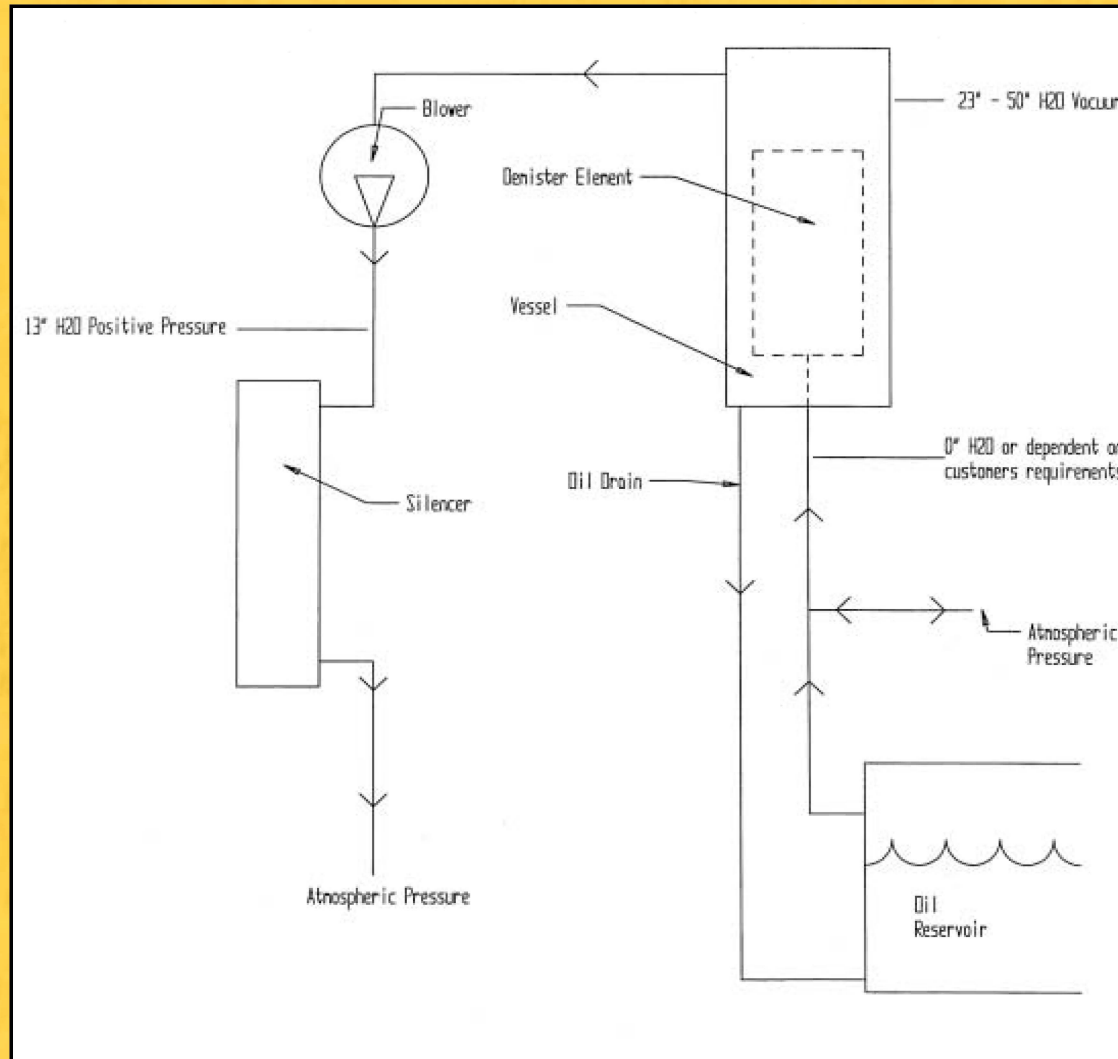 Blower
23" - 50" H2O Vacuum
Demister Element
Vessel
13" H2O Positive Pressure
0" H2O or dependent on
customers requirements
Oil Drain
Silencer
Atmospheric
Pressure
Atmospheric Pressure
Oil
Reservoir